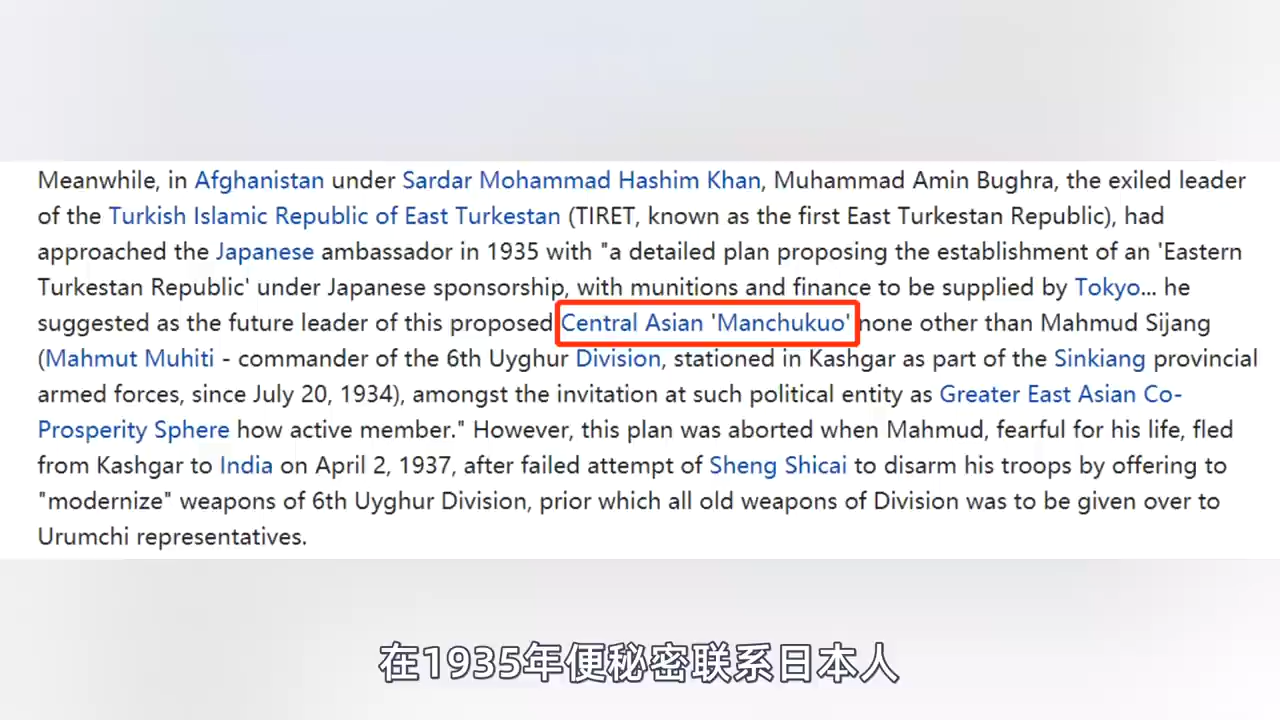 Meanwhile, in Afghanistan under Sardar Mohammad Hashim Khan, Muhammad Amin Bughra, the exiled leader
of the Turkish Islamic Republic of East Turkestan (TIRET, known as the first East Turkestan Republic), had
approached the Japanese ambassador in 1935 with "a detailed plan proposing the establishment of an 'Eastern
Turkestan Republic' under Japanese sponsorship, with munitions and finance to be supplied by Tokyo... he
suggested as the future leader of this proposed Central Asian 'Manchukuo' none other than Mahmud Sijang
(Mahmut Muhiti - commander of the 6th Uyghur Division, stationed in Kashgar as part of the Sinkiang provincial
armed forces, since July 20, 1934), amongst the invitation at such political entity as Greater East Asian Co-
Prosperity Sphere how active member." However, this plan was aborted when Mahmud, fearful for his life, fled
from Kashgar to India on April 2, 1937, after failed attempt of Sheng Shicai to disarm his troops by offering to
"modernize" weapons of 6th Uyghur Division, prior which all old weapons of Division was to be given over to
Urumchi representatives.
在1935年便秘密联系日本人